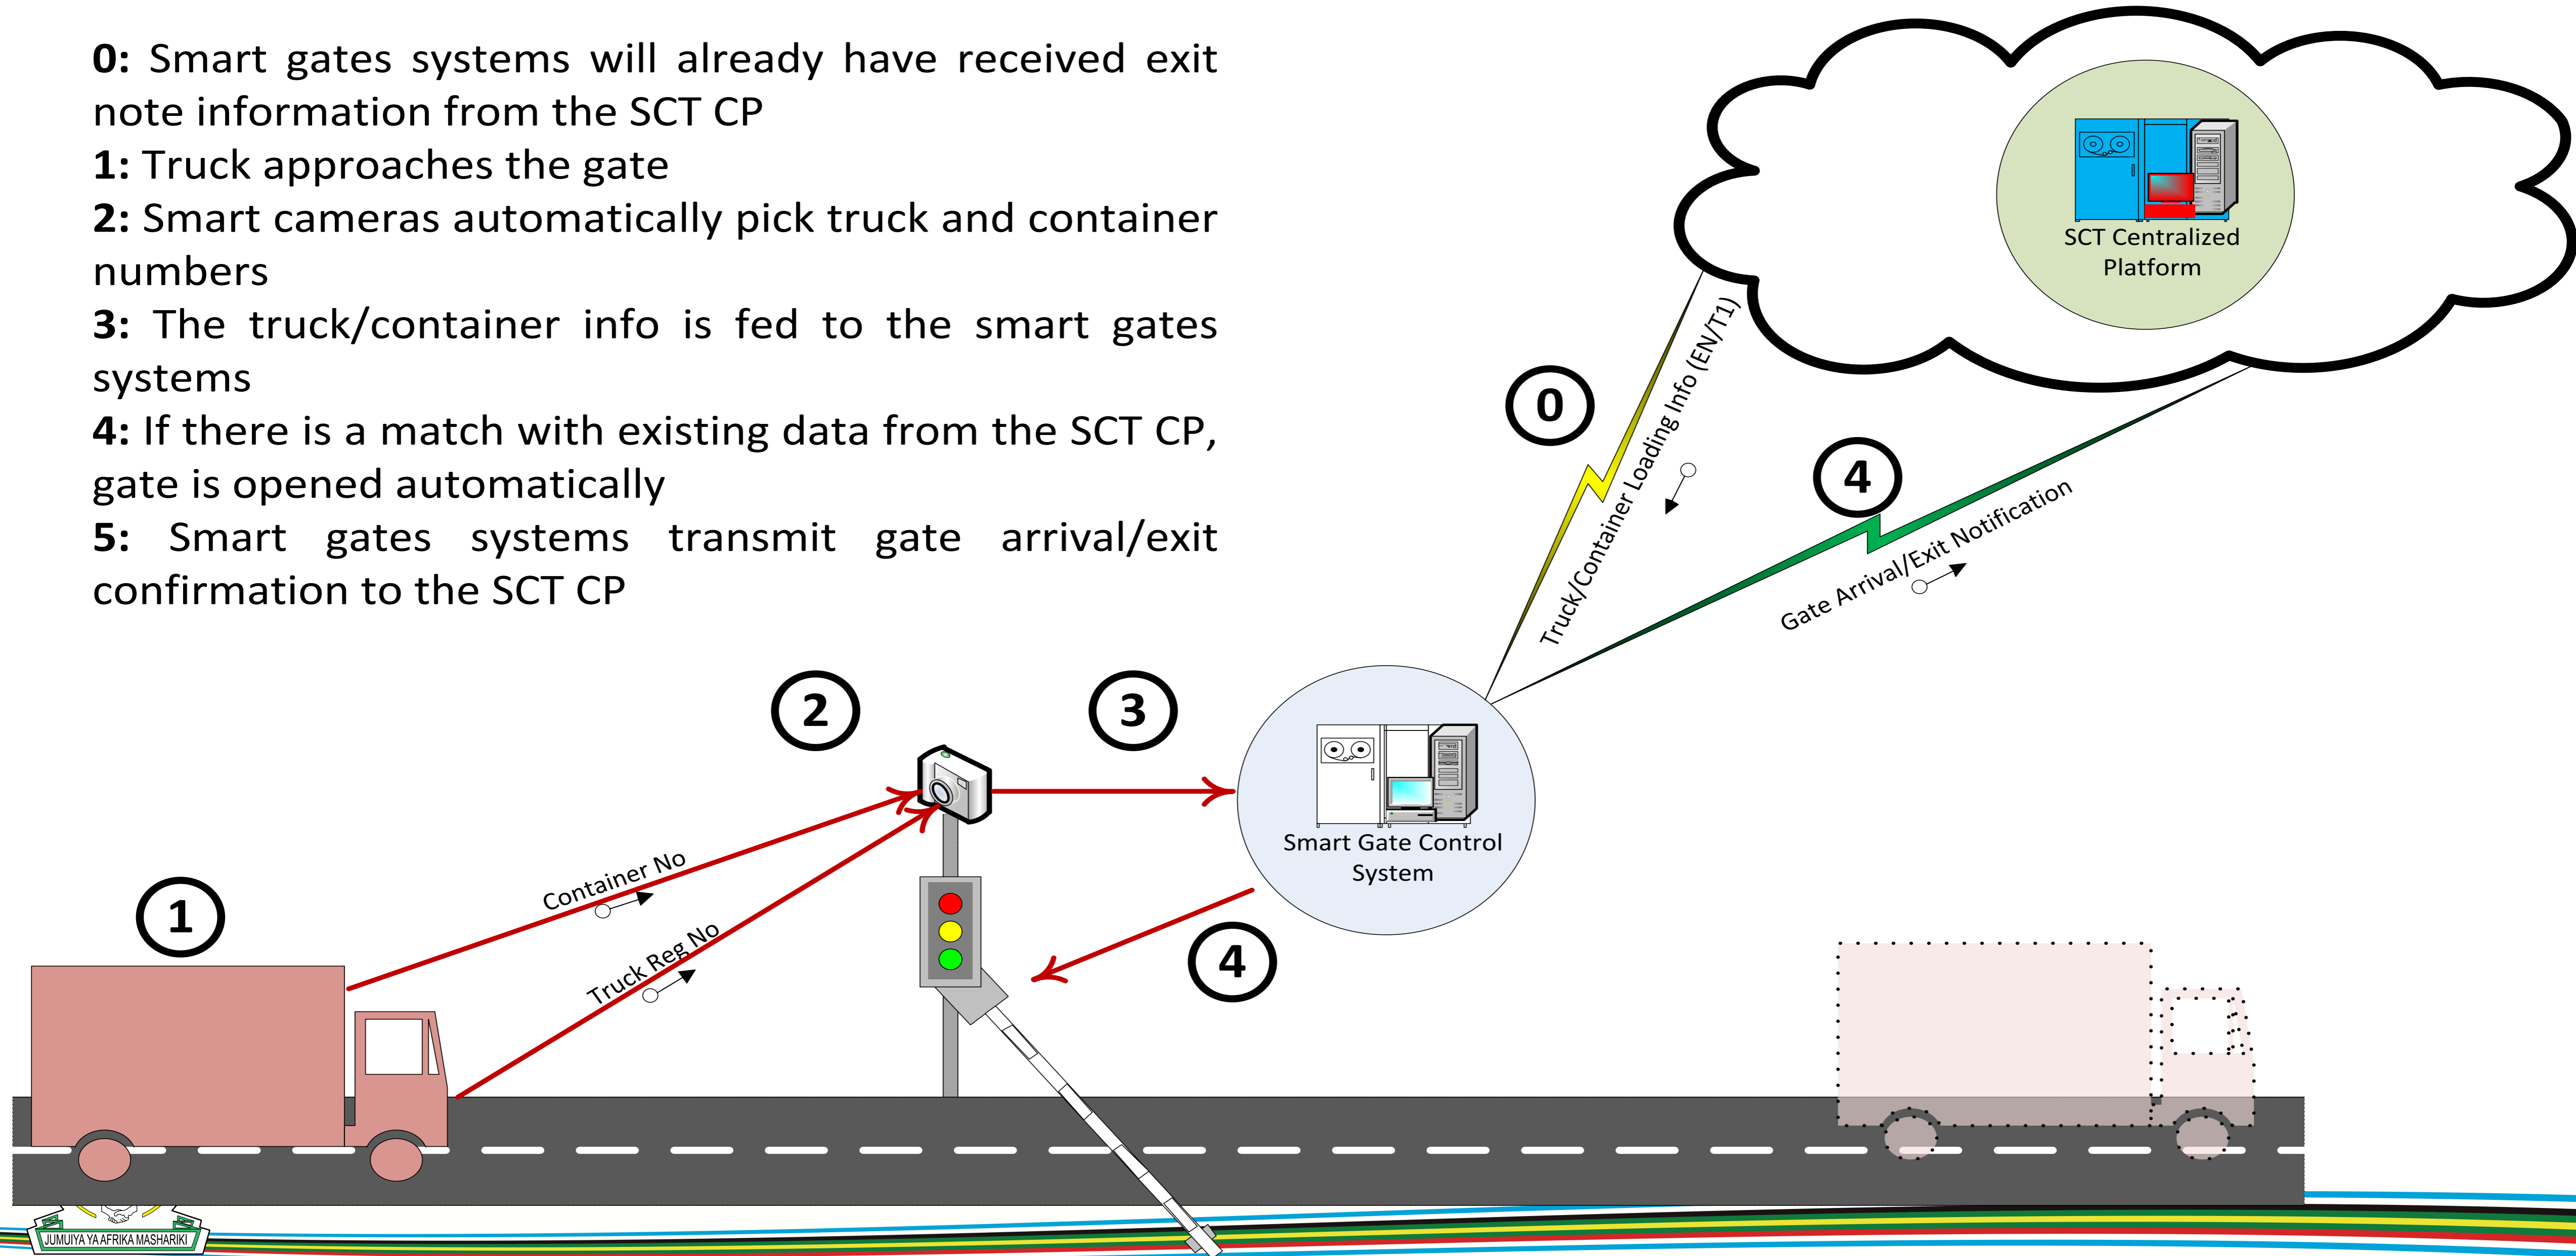 0: Smart gates systems will already have received exit
note information from the SCT CP
1: Truck approaches the gate
2: Smart cameras automatically pick truck and container
numbers
3: The truck/container info is fed to the smart gates
systems
4: If there is a match with existing data from the SCT CP,
gate is opened automatically
5: Smart gates systems transmit gate arrival/exit
confirmation to the SCT CP
SCT Centralized
Platform
0
Truck/Container Loading Info (EN/T1)
4
Gate Arrival/Exit Notification
2
3
Smart Gate Control
System
1
Container No
Truck Reg No
4
JUMUIYA YA AFRIKA MASHARIKI